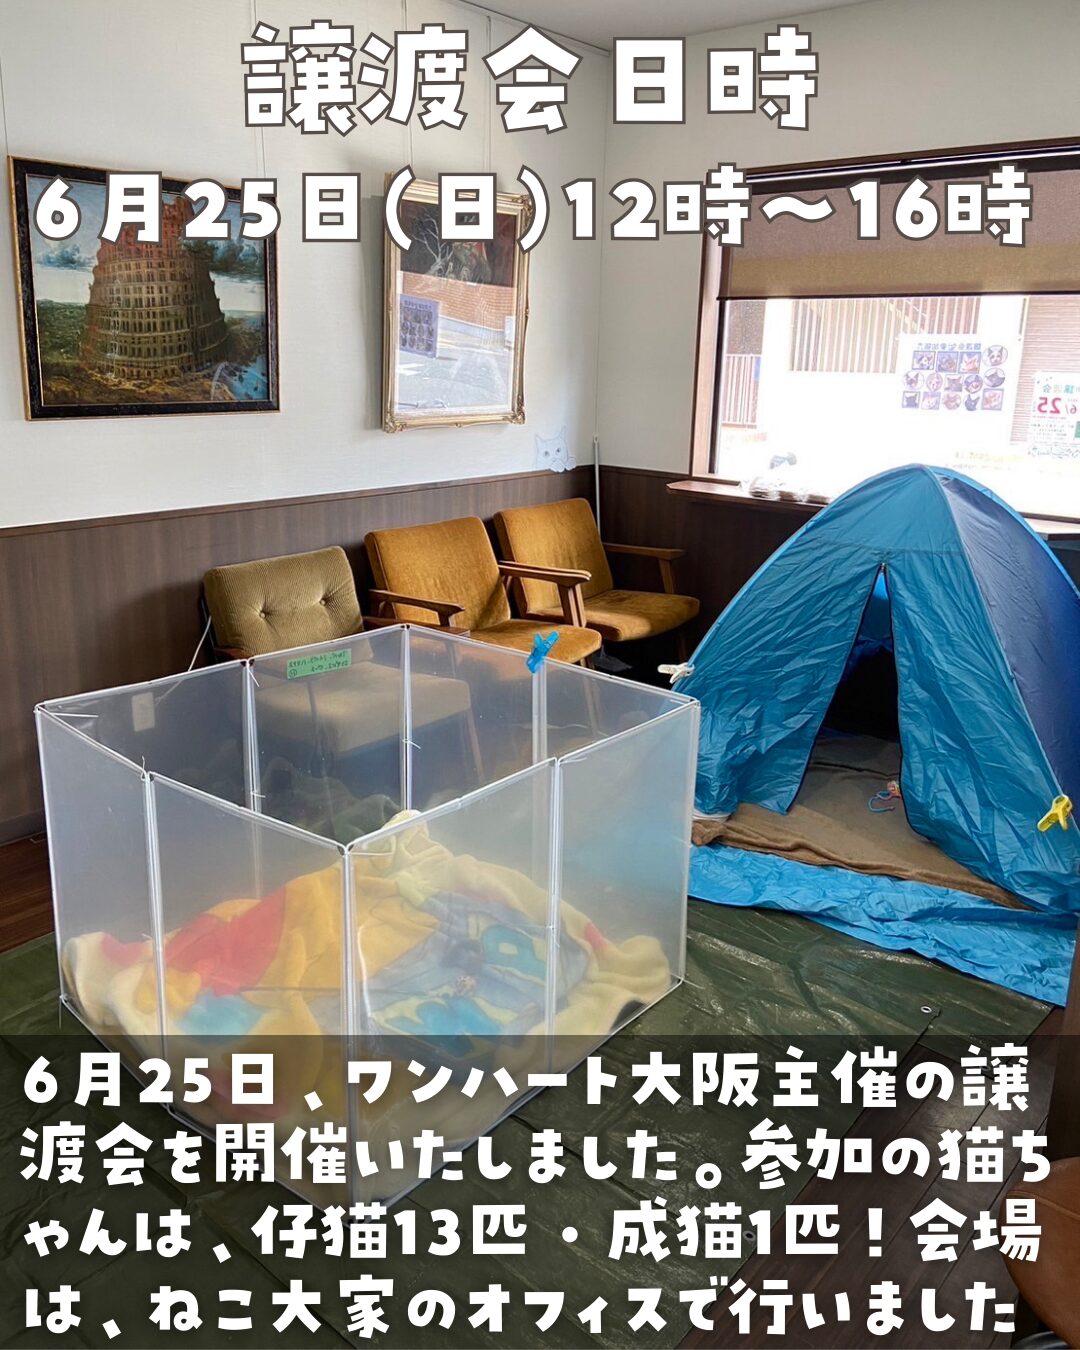 譲渡会日時
6月25日(日)12時～16時
6/25
6月25日、ワンハート大阪主催の譲
渡会を開催いたしました。参加の猫ち
ゃんは、仔猫13匹・成猫1匹！会場
は、ねこ大家のオフィスで行いました